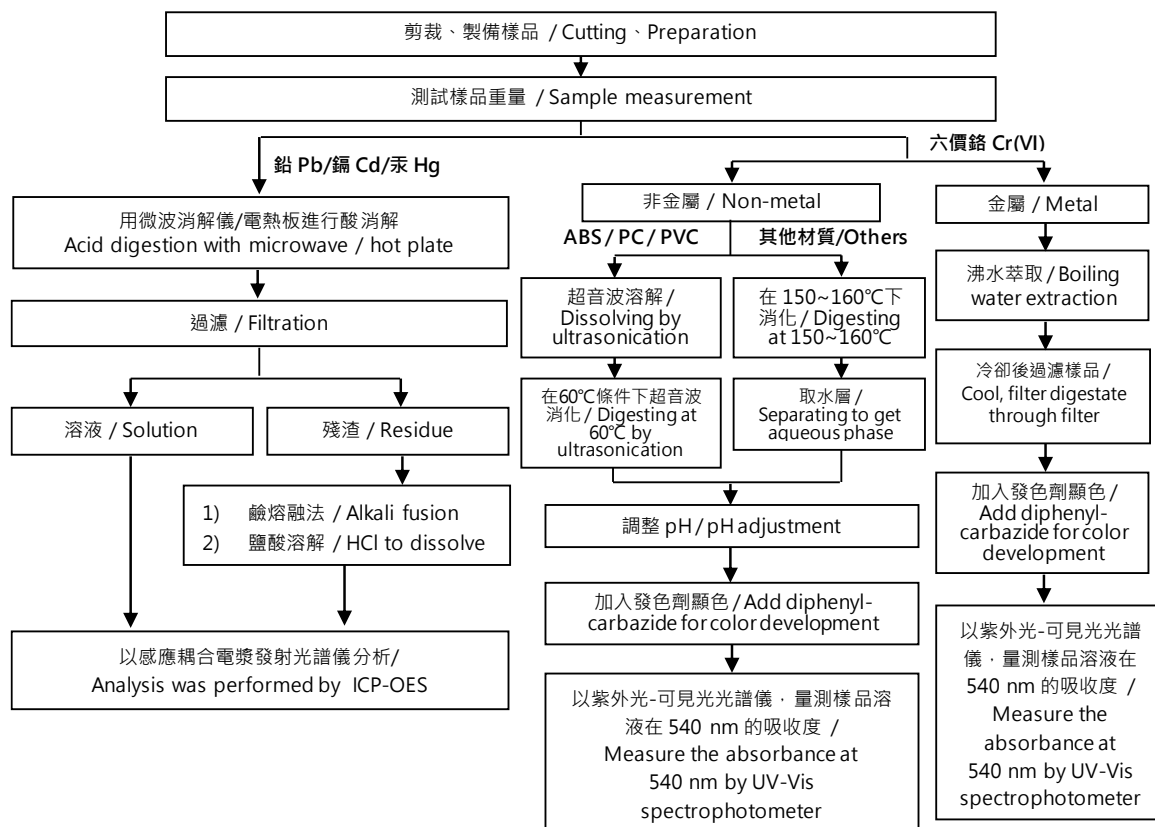 剪裁、製備樣品 / Cutting、Preparation
測試樣品重量 / Sample measurement
鉛 Pb/鎘 Cd/汞 Hg
用微波消解儀/電熱板進行酸消解
Acid digestion with microwave / hot plate
過濾 / Filtration
溶液 / Solution
殘渣 / Residue
1) 鹼熔融法 / Alkali fusion
2) 鹽酸溶解 / HCl to dissolve
以感應耦合電漿發射光譜儀分析/
Analysis was performed by ICP-OES
六價鉻 Cr(VI)
非金屬 / Non-metal
ABS / PC / PVC
超音波溶解 /
Dissolving by
ultrasonication
在60℃條件下超音波
消化 / Digesting at
60℃ by
ultrasonication
其他材質/Others
在 150~160℃下
消化 / Digesting
at 150~160℃
取水層 /
Separating to get
aqueous phase
調整 pH / pH adjustment
加入發色劑顯色 / Add diphenyl-
carbazide for color development
以紫外光-可見光光譜儀，量測樣品溶
液在 540 nm 的吸收度 /
Measure the absorbance at
540 nm by UV-Vis
spectrophotometer
金屬 / Metal
沸水萃取 / Boiling
water extraction
冷卻後過濾樣品 /
Cool, filter digestate
through filter
加入發色劑顯色 /
Add diphenyl-
carbazide for color
development
以紫外光-可見光光譜
儀，量測樣品溶液在
540 nm 的吸收度 /
Measure the
absorbance at
540 nm by UV-Vis
spectrophotometer